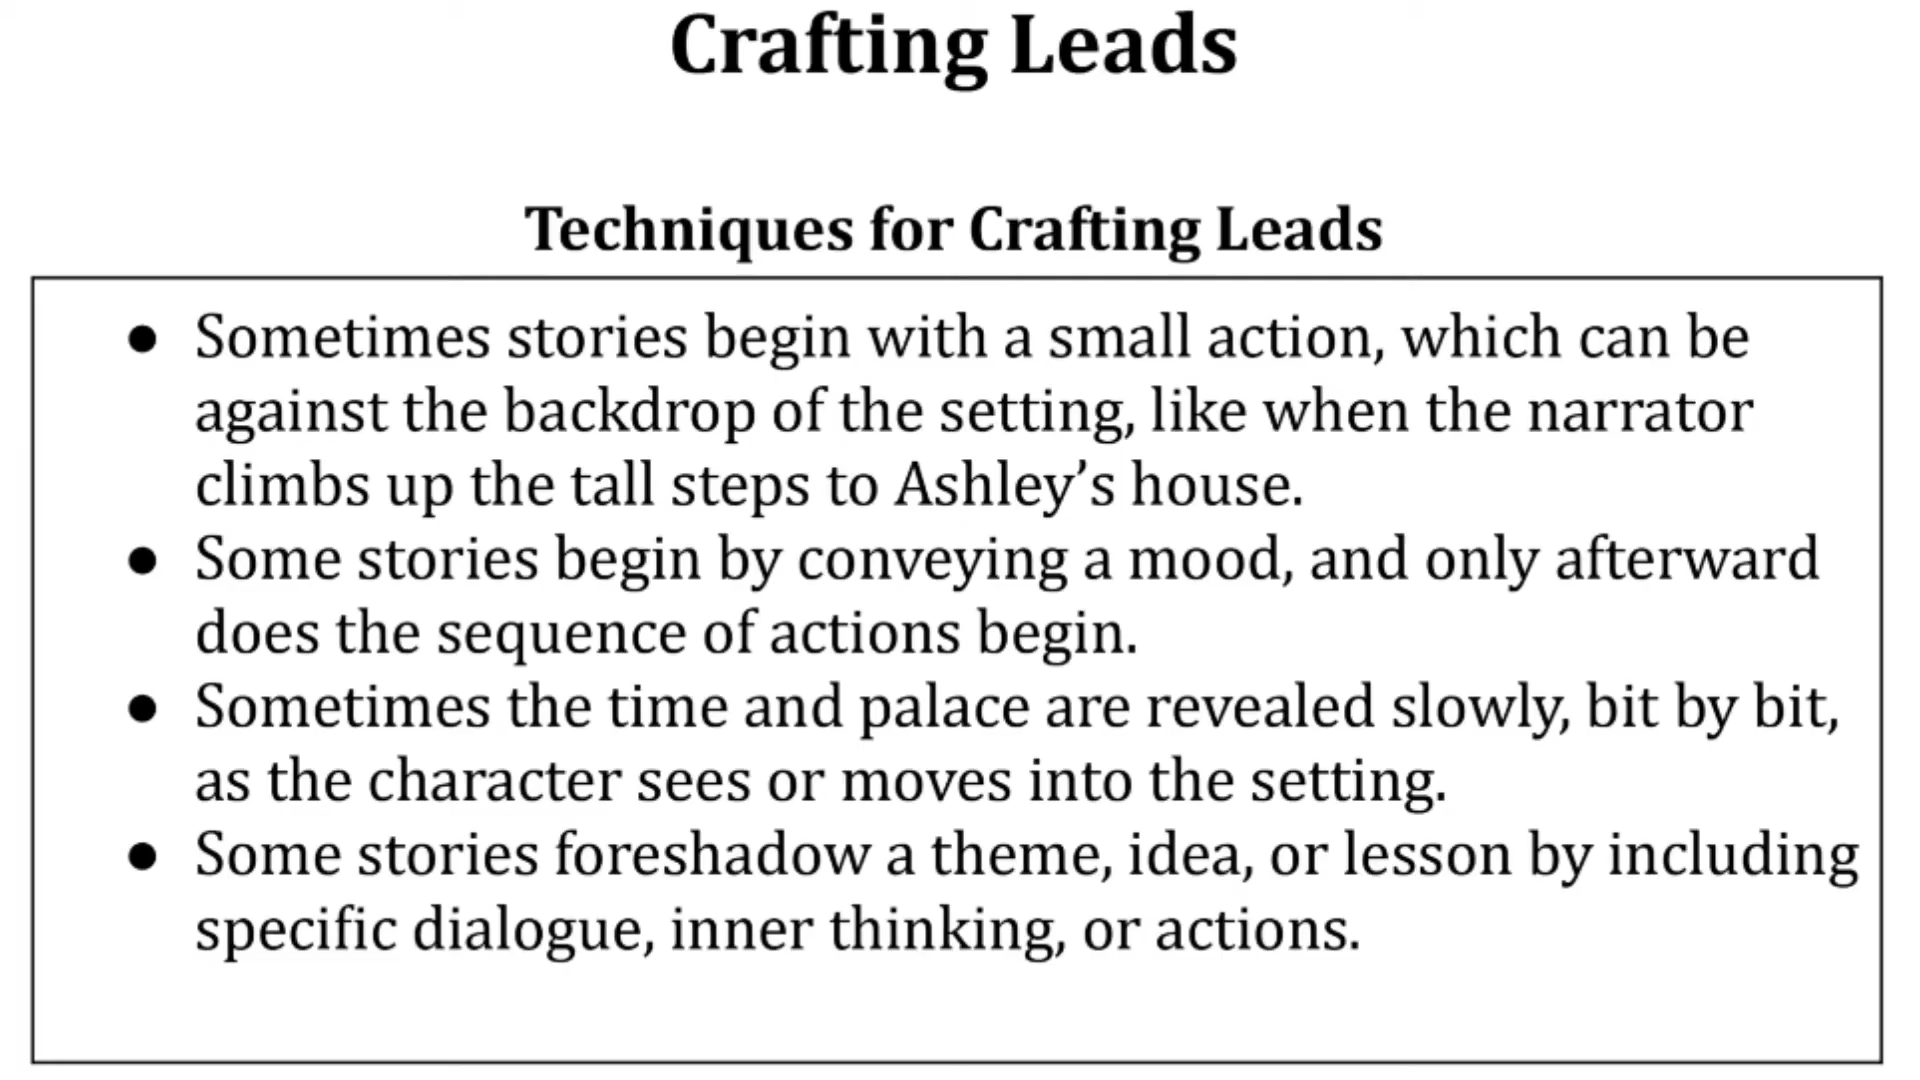 Crafting Leads
Techniques for Crafting Leads
● Sometimes stories begin with a small action, which can be
against the backdrop of the setting, like when the narrator
climbs up the tall steps to Ashley’s house.
● Some stories begin by conveying a mood, and only afterward
does the sequence of actions begin.
● Sometimes the time and palace are revealed slowly, bit by bit,
as the character sees or moves into the setting.
● Some stories foreshadow a theme, idea, or lesson by including
specific dialogue, inner thinking, or actions.